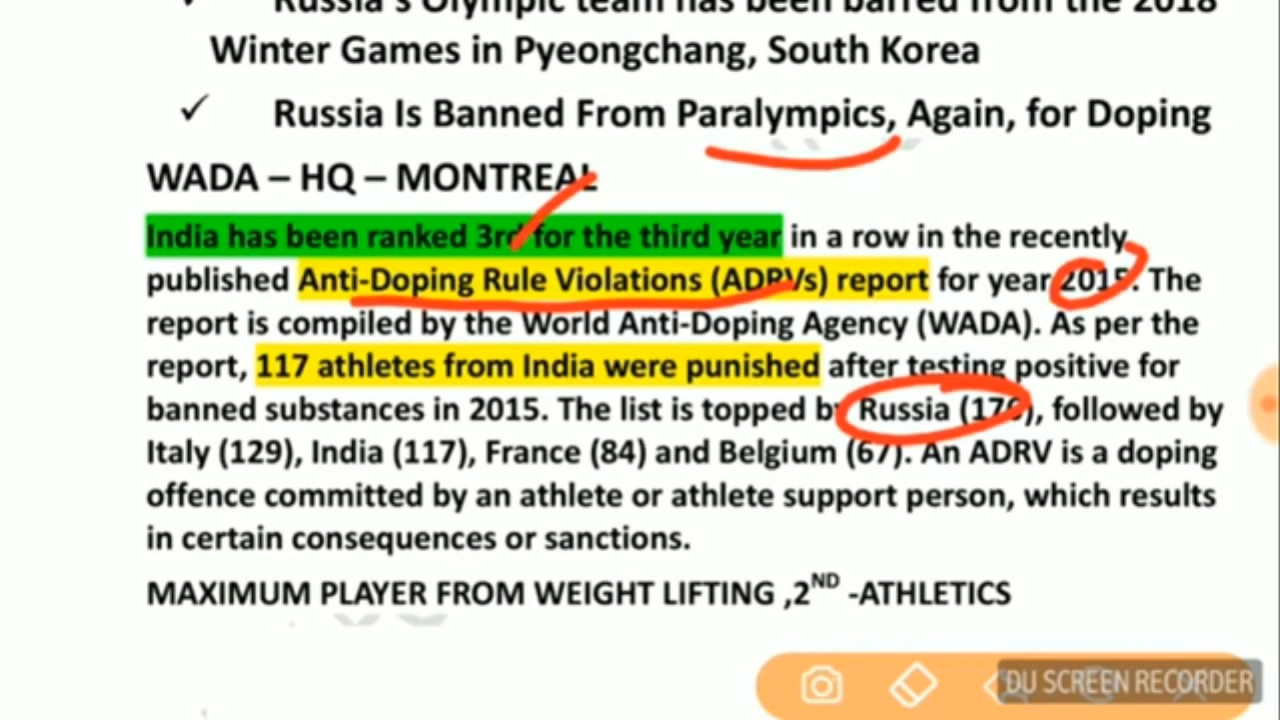 Russia's Olympic team has been barred from the 2018
Winter Games in Pyeongchang, South Korea
✓ Russia Is Banned From Paralympics, Again, for Doping
WADA – HQ – MONTREAL
India has been ranked 3rd for the third year in a row in the recently
published Anti-Doping Rule Violations (ADRVs) report for year 2015. The
report is compiled by the World Anti-Doping Agency (WADA). As per the
report, 117 athletes from India were punished after testing positive for
banned substances in 2015. The list is topped by Russia (176), followed by
Italy (129), India (117), France (84) and Belgium (67). An ADRV is a doping
offence committed by an athlete or athlete support person, which results
in certain consequences or sanctions.
MAXIMUM PLAYER FROM WEIGHT LIFTING ,2ND -ATHLETICS
DU SCREEN RECORDER